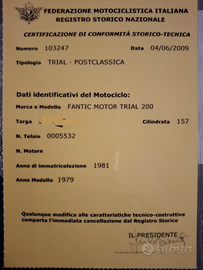 FEDERAZIONE MOTOCICLISTICA ITALIANA
REGISTRO STORICO NAZIONALE
CERTIFICAZIONE DI CONFORMITÀ STORICO-TECNICA
Numero 103247 Data 04/06/2009
Tipologia TRIAL - POSTCLASSICA
Dati identificativi del Motociclo:
Marca e Modello FANTIC MOTOR TRIAL 200
Targa Cilindrata 157
N. Telaio 0005532
N. Motore
Anno di immatricolazione 1981
Anno Modello 1979
Qualunque modifica alle caratteristiche tecnico-costruttive
comporta l'immediata cancellazione dal Registro Storico
IL PRESIDENTE
subito.it